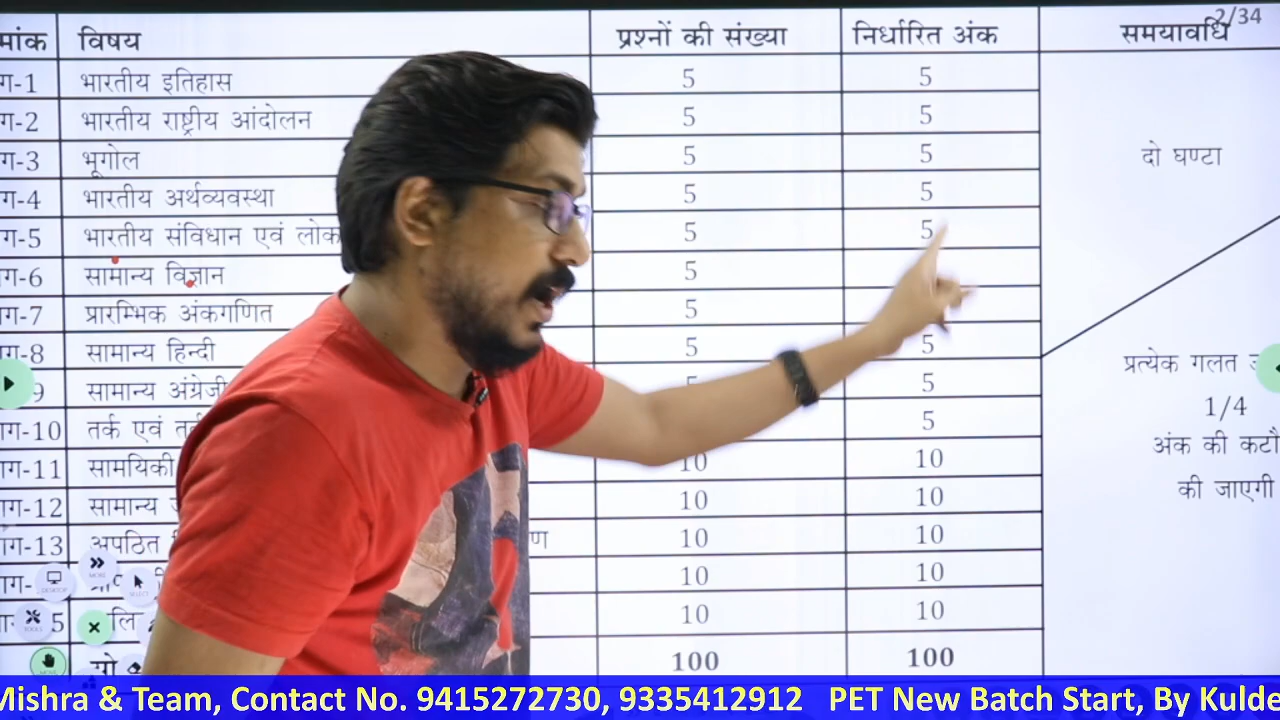 2/34
मांक विषय प्रश्नों की संख्या निर्धारित अंक समयावधि
ग-1 भारतीय इतिहास 5 5
ग-2 भारतीय राष्ट्रीय आंदोलन 5 5
ग-3 भूगोल 5 5 दो घण्टा
ग-4 भारतीय अर्थव्यवस्था 5 5
ग-5 भारतीय संविधान एवं लोक 5 5
ग-6 सामान्य विज्ञान 5
ग-7 प्रारम्भिक अंकगणित 5
ग-8 सामान्य हिन्दी 5 5 प्रत्येक गलत
9 सामान्य अंग्रेजी 5
1/4
ग-10 तर्क एवं 5 अंक की कटौ
ग-11 सामयिकी 10 10 की जाएगी
ग-12 सामान्य 10 10
ग-13 अपठित ण 10 10
10 10
5 10 10
100 100
MORE
DESKTOP SELECT
TOOLS
Mishra & Team, Contact No. 9415272730, 9335412912 PET New Batch Start, By Kulde